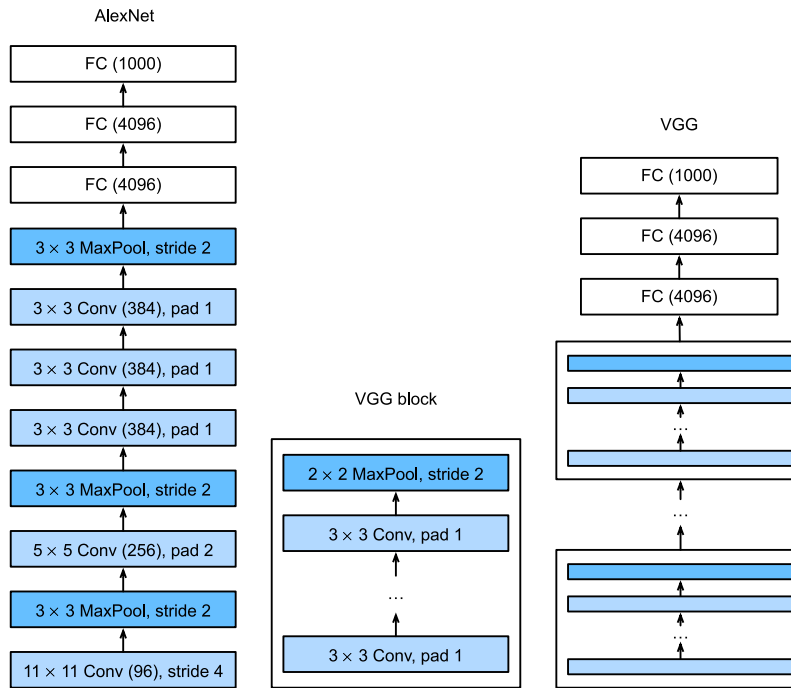 AlexNet
FC (1000)
FC (4096)
FC (4096)
3 × 3 MaxPool, stride 2
3 × 3 Conv (384), pad 1
3 × 3 Conv (384), pad 1
3 × 3 Conv (384), pad 1
3 × 3 MaxPool, stride 2
5 × 5 Conv (256), pad 2
3 × 3 MaxPool, stride 2
11 × 11 Conv (96), stride 4
VGG block
2 × 2 MaxPool, stride 2
3 × 3 Conv, pad 1
...
3 × 3 Conv, pad 1
VGG
FC (1000)
FC (4096)
FC (4096)
...
...
...